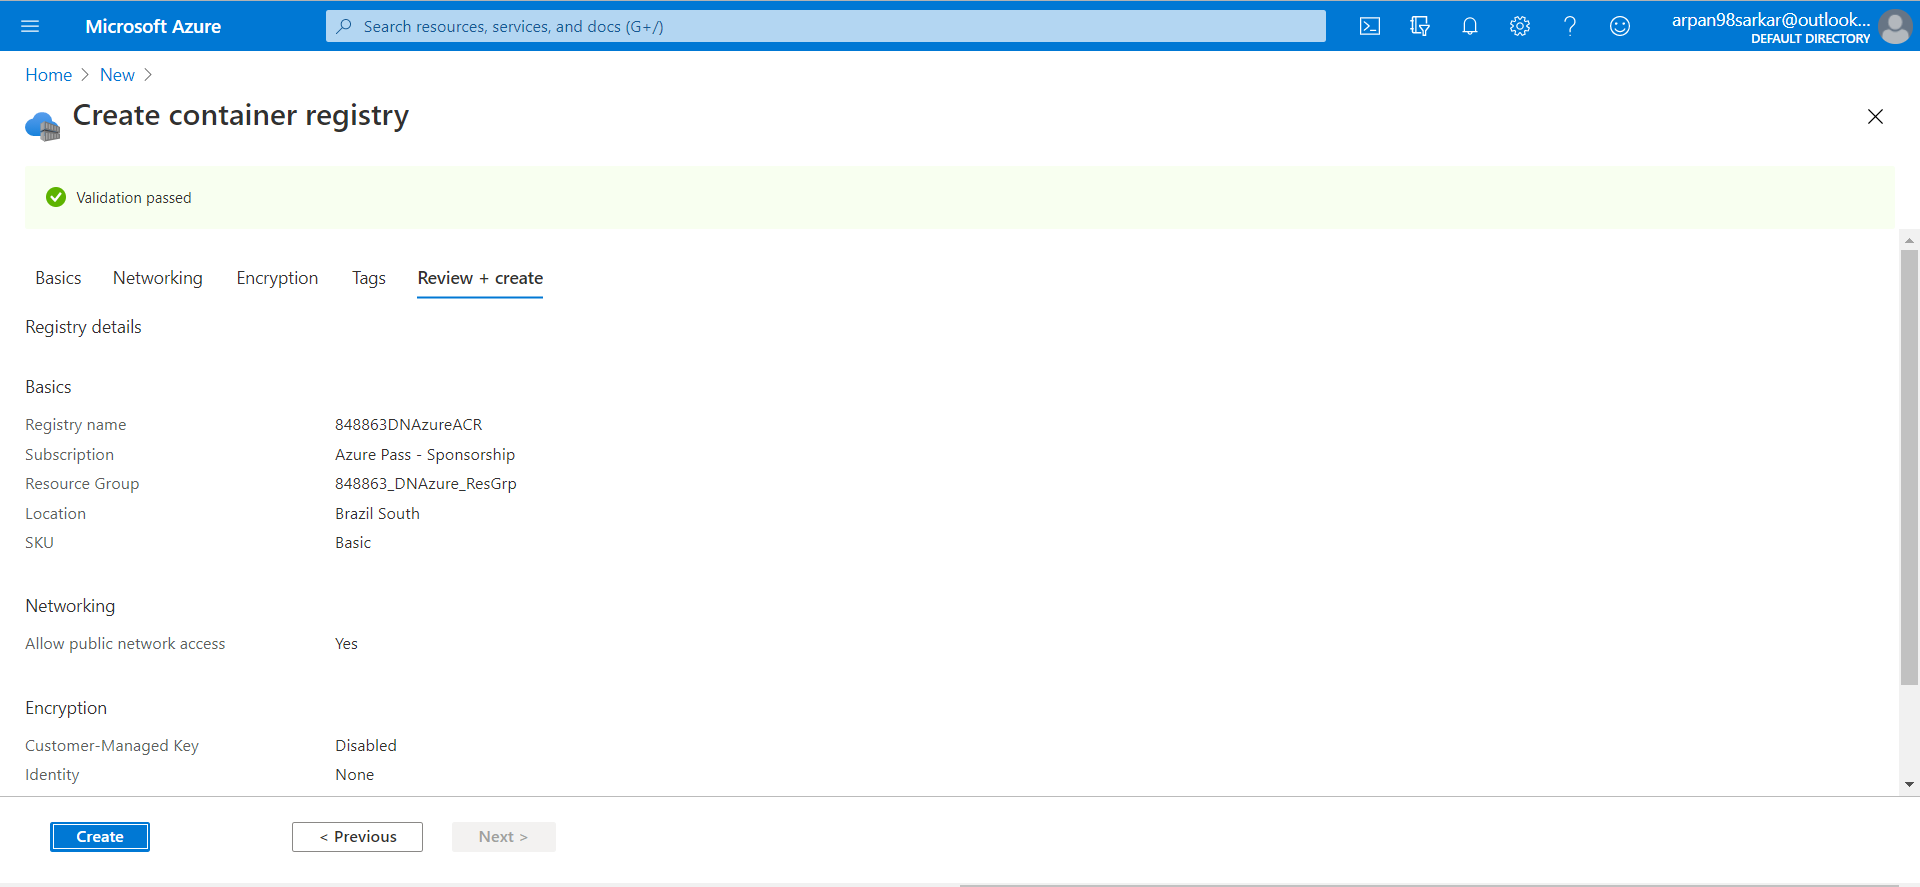 Microsoft Azure
Search resources, services, and docs (G+/)
arpan98sarkar@outlook...
DEFAULT DIRECTORY
Home > New >
Create container registry
Validation passed
Basics Networking Encryption Tags Review + create
Registry details
Basics
Registry name 848863DNAzureACR
Subscription Azure Pass - Sponsorship
Resource Group 848863_DNAzure_ResGrp
Location Brazil South
SKU Basic
Networking
Allow public network access Yes
Encryption
Customer-Managed Key Disabled
Identity None
Create < Previous Next >